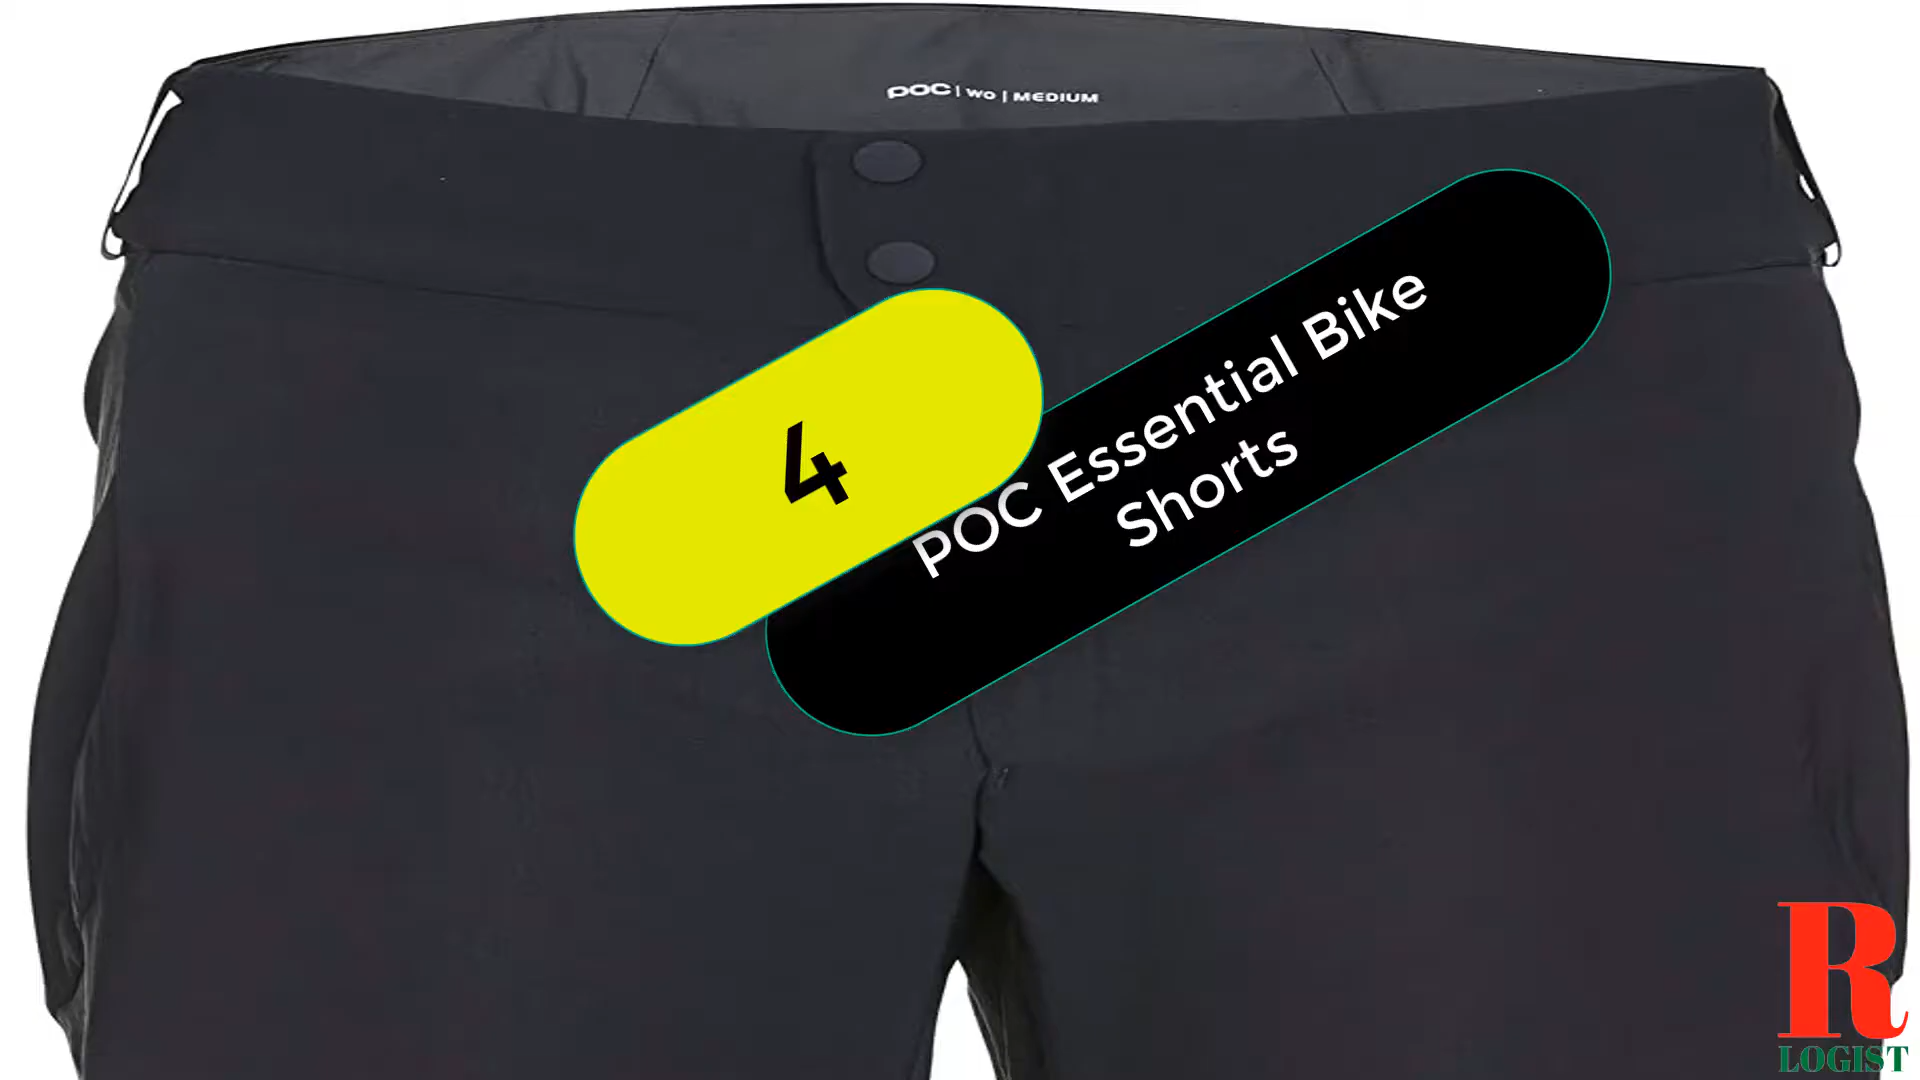 POC | WO | MEDIUM
4
POC Essential Bike
Shorts
R
LOGIST